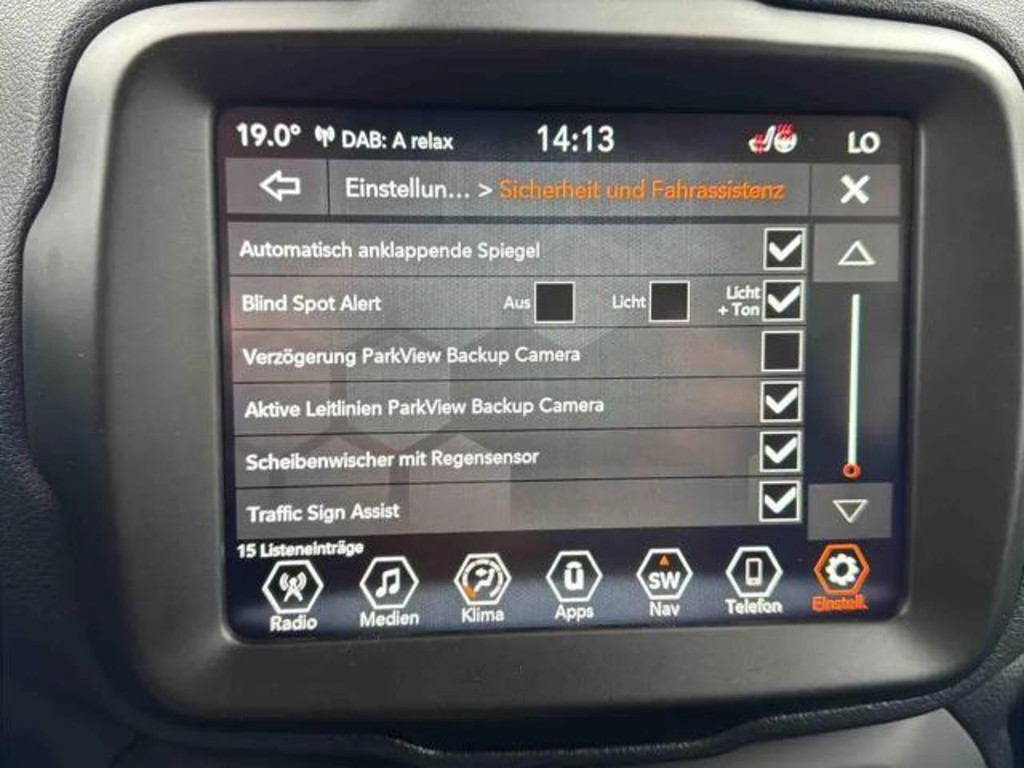 19.0° DAB: A relax 14:13 LO
Einstellun... > Sicherheit und Fahrassistenz
Automatisch anklappende Spiegel
Blind Spot Alert Aus Licht Licht
+ Ton
Verzögerung ParkView Backup Camera
Aktive Leitlinien ParkView Backup Camera
Scheibenwischer mit Regensensor
Traffic Sign Assist
15 Listeneinträge
SW
Radio Medien Klima Apps Nav Telefon Einstell.